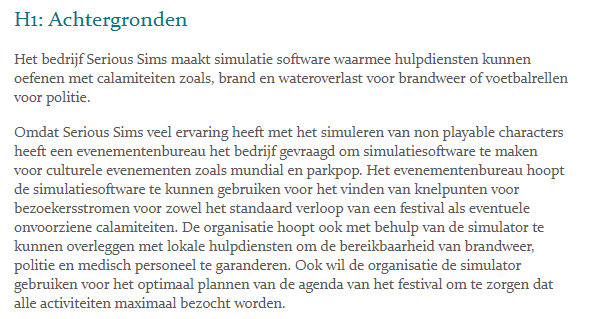 H1: Achtergronden
Het bedrijf Serious Sims maakt simulatie software waarmee hulpdiensten kunnen
oefenen met calamiteiten zoals, brand en wateroverlast voor brandweer of voetbalrellen
voor politie.
Omdat Serious Sims veel ervaring heeft met het simuleren van non playable characters
heeft een evenementenbureau het bedrijf gevraagd om simulatiesoftware te maken
voor culturele evenementen zoals mundial en parkpop. Het evenementenbureau hoopt
de simulatiesoftware te kunnen gebruiken voor het vinden van knelpunten voor
bezoekersstromen voor zowel het standaard verloop van een festival als eventuele
onvoorziene calamiteiten. De organisatie hoopt ook met behulp van de simulator te
kunnen overleggen met lokale hulpdiensten om de bereikbaarheid van brandweer,
politie en medisch personeel te garanderen. Ook wil de organisatie de simulator
gebruiken voor het optimaal plannen van de agenda van het festival om te zorgen dat
alle activiteiten maximaal bezocht worden.